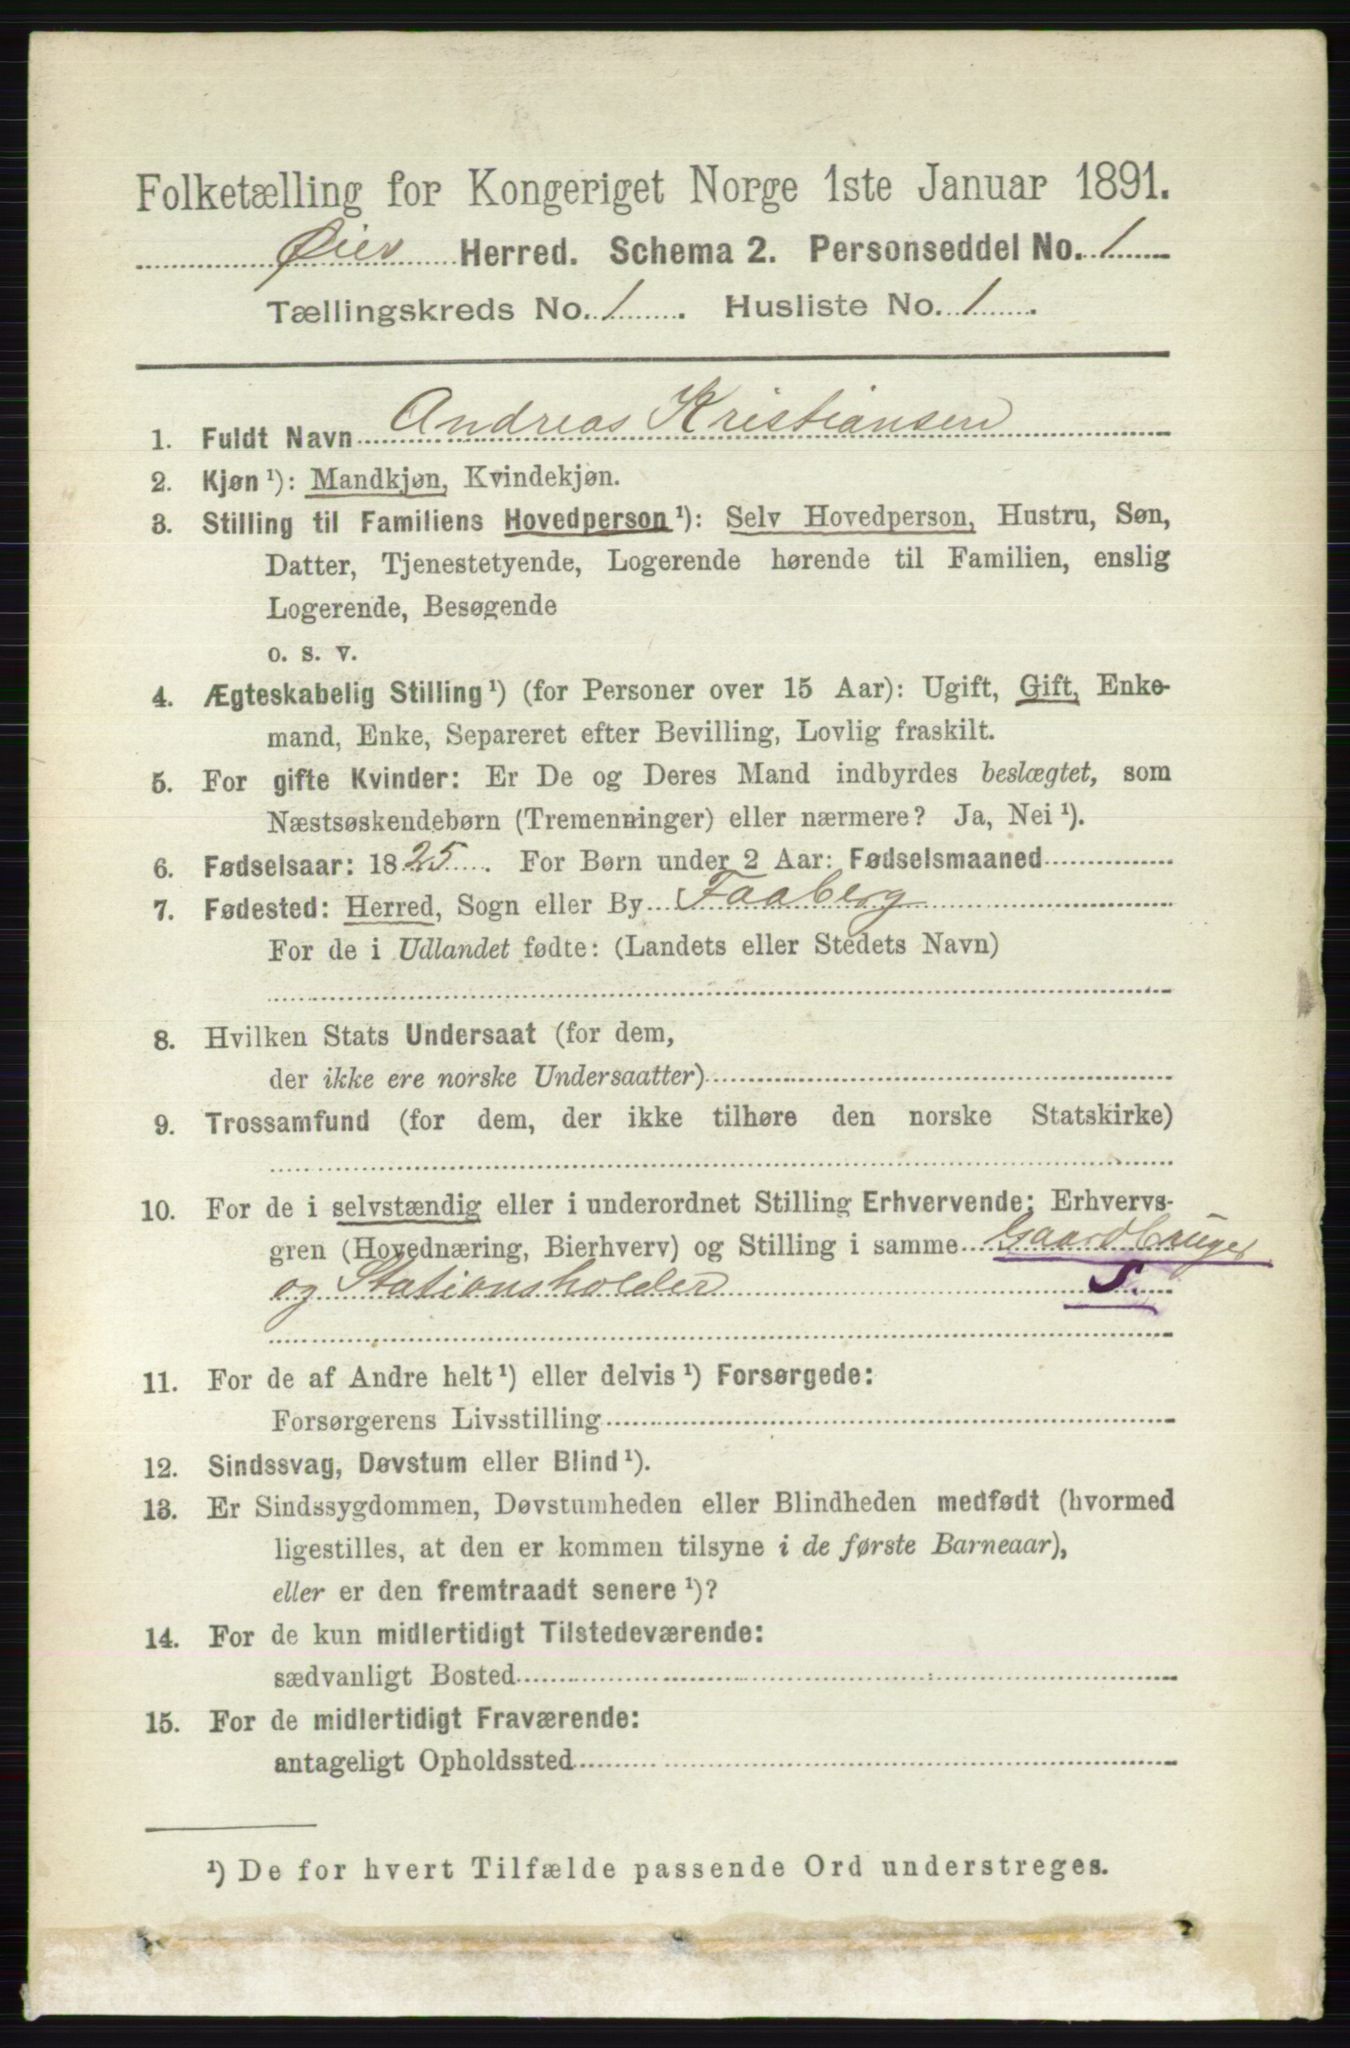 Folketælling for Kongeriget Norge 1ste Januar 1891.
Øier Herred. Schema 2. Personseddel No. 1
Tællingskreds No. 1. Husliste No. 1.
1. Fuldt Navn Andreas Kristiansen
2. Kjøn ¹): Mandkjøn, Kvindekjøn.
3. Stilling til Familiens Hovedperson ¹): Selv Hovedperson, Hustru, Søn,
Datter, Tjenestetyende, Logerende hørende til Familien, enslig
Logerende, Besøgende
o. s. v.
4. Ægteskabelig Stilling ¹) (for Personer over 15 Aar): Ugift, Gift, Enke-
mand, Enke, Separeret efter Bevilling, Lovlig fraskilt.
5. For gifte Kvinder: Er De og Deres Mand indbyrdes beslægtet, som
Næstsøskendebørn (Tremenninger) eller nærmere? Ja, Nei ¹).
6. Fødselsaar: 1825. For Børn under 2 Aar: Fødselsmaaned
7. Fødested: Herred, Sogn eller By Faaberg
For de i Udlandet fødte: (Landets eller Stedets Navn)
8. Hvilken Stats Undersaat (for dem,
der ikke ere norske Undersaatter)
9. Trossamfund (for dem, der ikke tilhøre den norske Statskirke)
10. For de i selvstændig eller i underordnet Stilling Erhvervende: Erhvervs-
gren (Hovednæring, Bierhverv) og Stilling i samme Gaardbruger
og Stationsholder S.
11. For de af Andre helt ¹) eller delvis ¹) Forsørgede:
Forsørgerens Livsstilling
12. Sindssvag, Døvstum eller Blind ¹).
13. Er Sindssygdommen, Døvstumheden eller Blindheden medfødt (hvormed
ligestilles, at den er kommen tilsyne i de første Barneaar),
eller er den fremtraadt senere ¹)?
14. For de kun midlertidigt Tilstedeværende:
sædvanligt Bosted
15. For de midlertidigt Fraværende:
antageligt Opholdssted
¹) De for hvert Tilfælde passende Ord understreges.